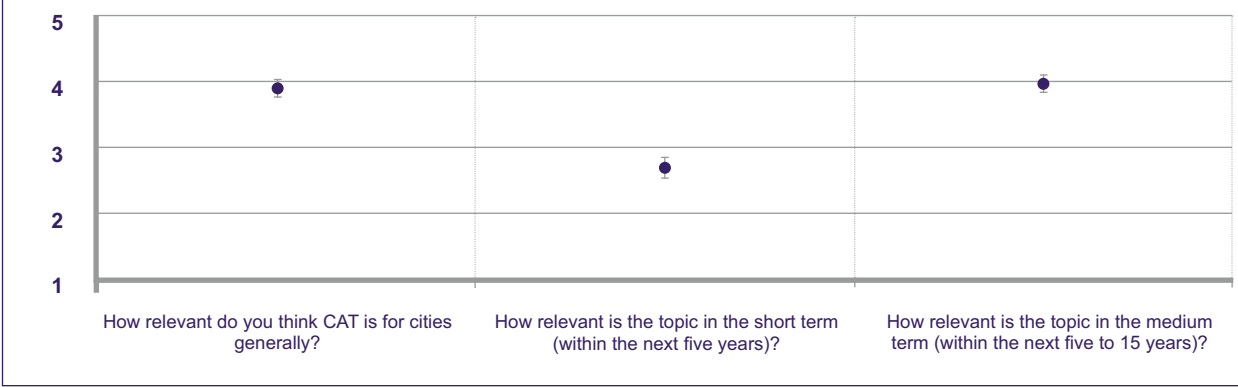 5
4
3
2
1
How relevant do you think CAT is for cities
generally?
How relevant is the topic in the short term
(within the next five years)?
How relevant is the topic in the medium
term (within the next five to 15 years)?